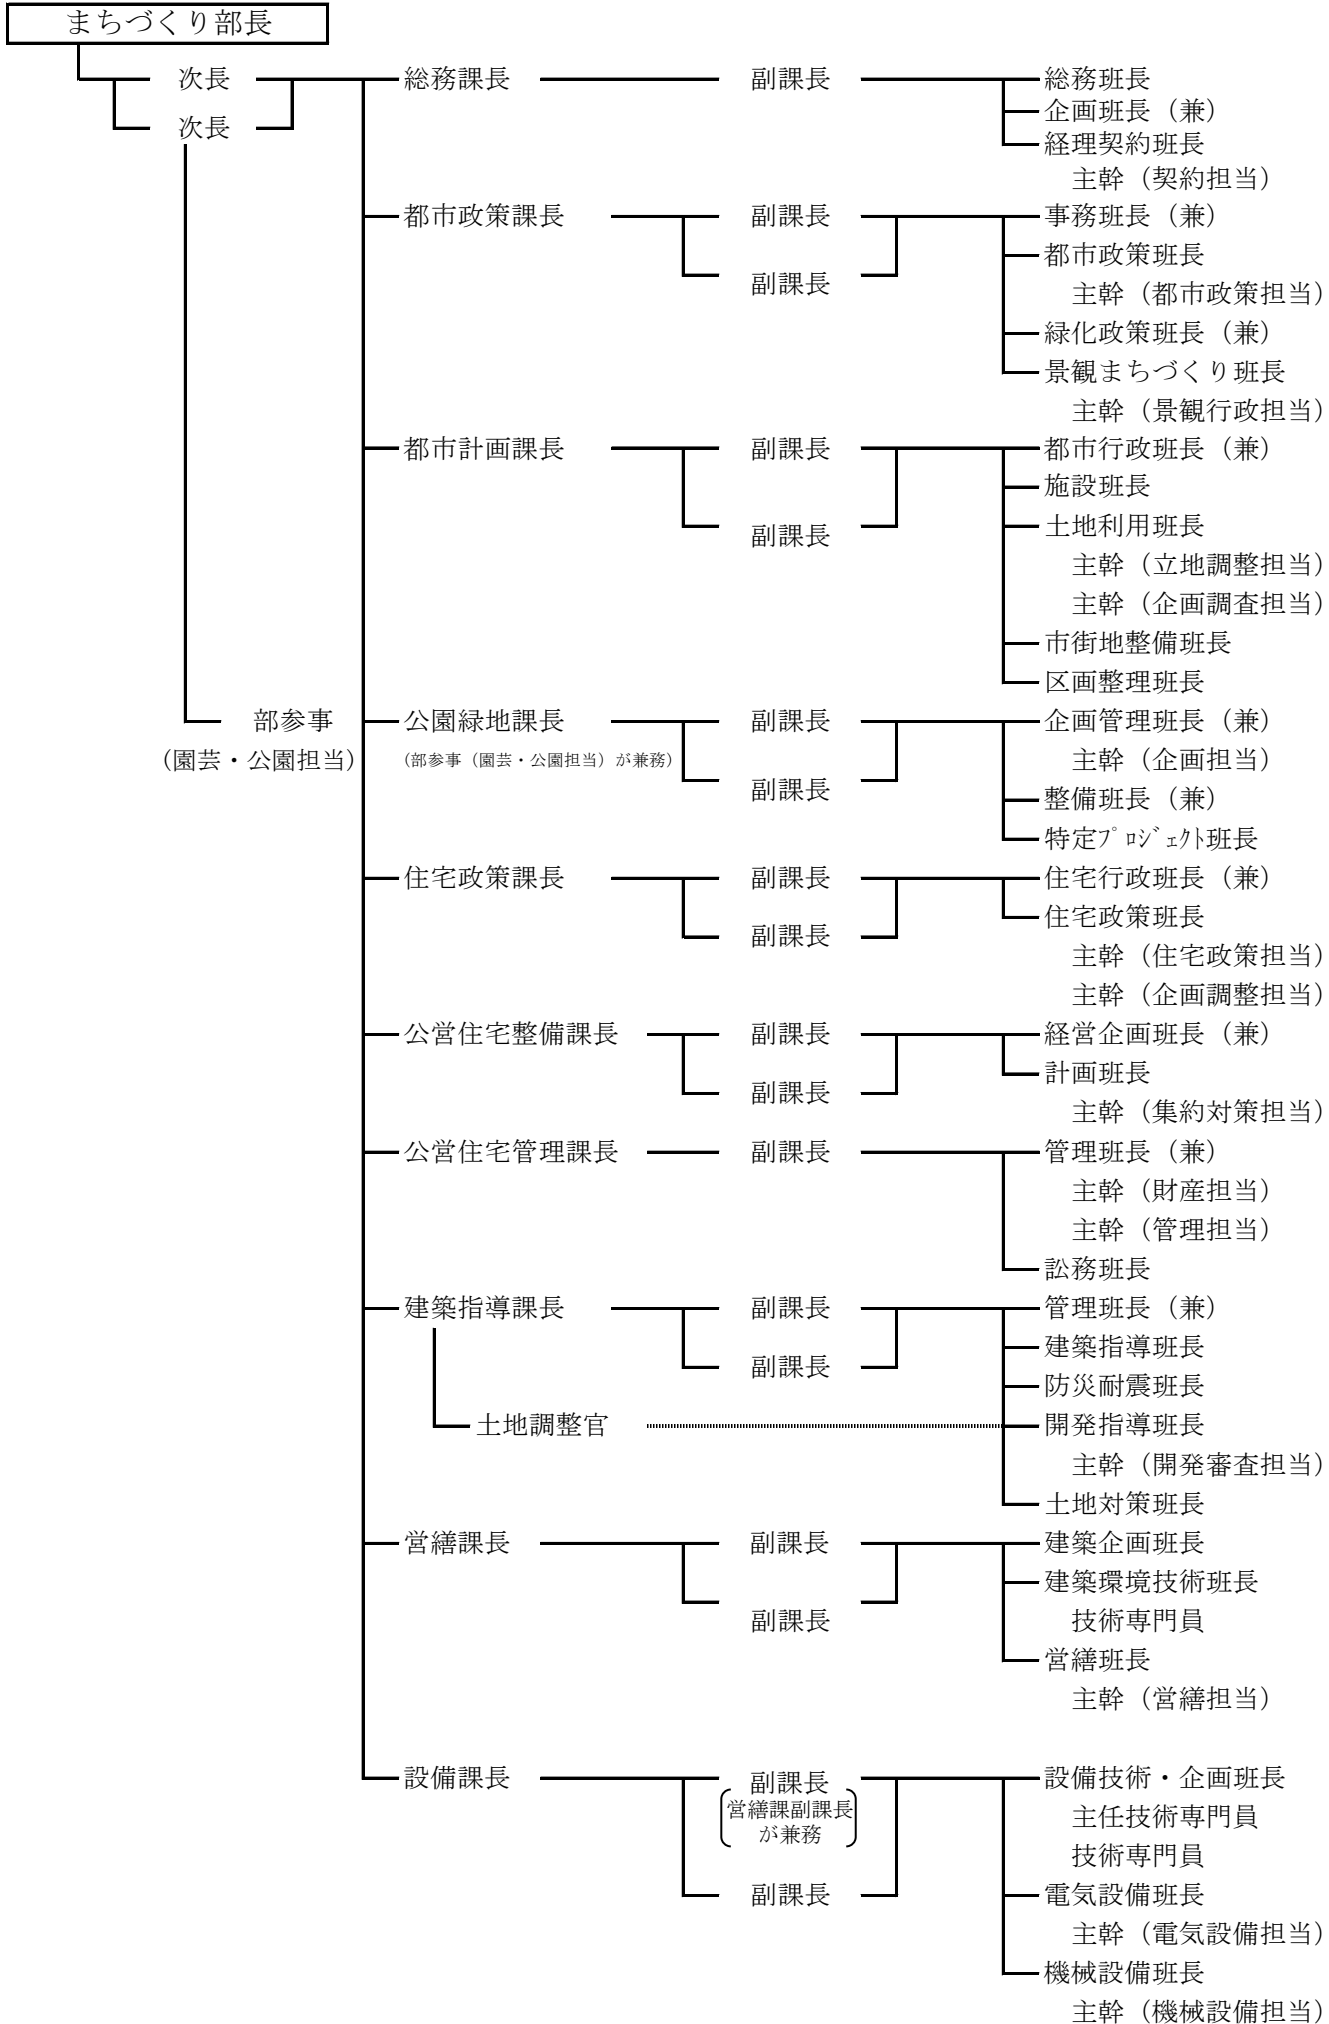 まちづくり部長
次長 総務課長 副課長 総務班長
企画班長（兼）
次長 経理契約班長
主幹（契約担当）
都市政策課長 副課長 事務班長（兼）
都市政策班長
副課長 主幹（都市政策担当）
緑化政策班長（兼）
景観まちづくり班長
主幹（景観行政担当）
都市計画課長 副課長 都市行政班長（兼）
施設班長
副課長 土地利用班長
主幹（立地調整担当）
主幹（企画調査担当）
市街地整備班長
区画整理班長
部参事 公園緑地課長 副課長 企画管理班長（兼）
（園芸・公園担当） （部参事（園芸・公園担当）が兼務） 主幹（企画担当）
副課長 整備班長（兼）
特定ﾌﾟﾛｼﾞｪｸﾄ班長
住宅政策課長 副課長 住宅行政班長（兼）
副課長 住宅政策班長
主幹（住宅政策担当）
主幹（企画調整担当）
公営住宅整備課長 副課長 経営企画班長（兼）
副課長 計画班長
主幹（集約対策担当）
公営住宅管理課長 副課長 管理班長（兼）
主幹（財産担当）
主幹（管理担当）
訟務班長
建築指導課長 副課長 管理班長（兼）
副課長 建築指導班長
防災耐震班長
土地調整官 開発指導班長
主幹（開発審査担当）
土地対策班長
営繕課長 副課長 建築企画班長
建築環境技術班長
副課長 技術専門員
営繕班長
主幹（営繕担当）
設備課長 副課長 設備技術・企画班長
営繕課副課長 主任技術専門員
が兼務 技術専門員
副課長 電気設備班長
主幹（電気設備担当）
機械設備班長
主幹（機械設備担当）